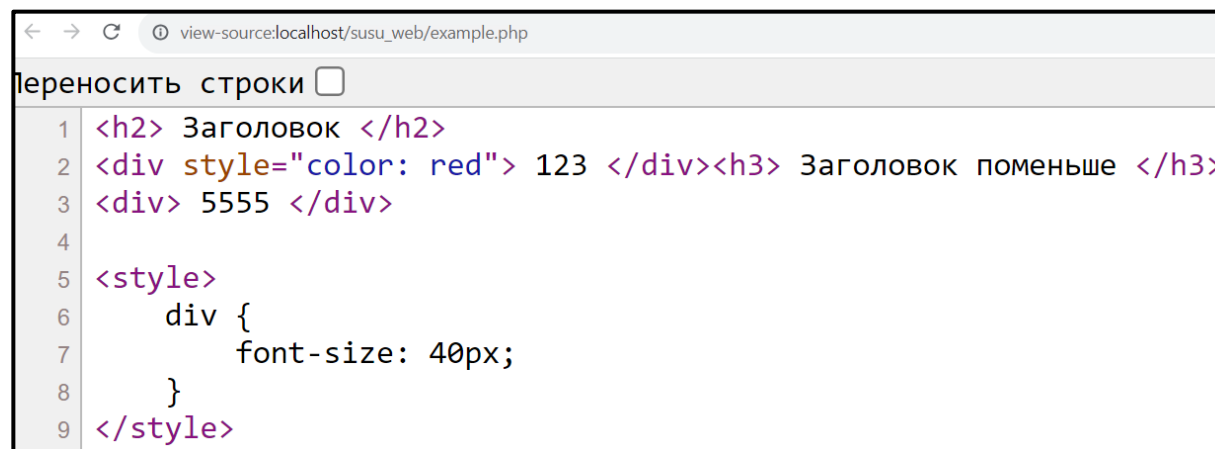 view-source:localhost/susu_web/example.php
Переносить строки
1 <h2> Заголовок </h2>
2 <div style="color: red"> 123 </div><h3> Заголовок поменьше </h3>
3 <div> 5555 </div>
4
5 <style>
6 div {
7 font-size: 40px;
8 }
9 </style>